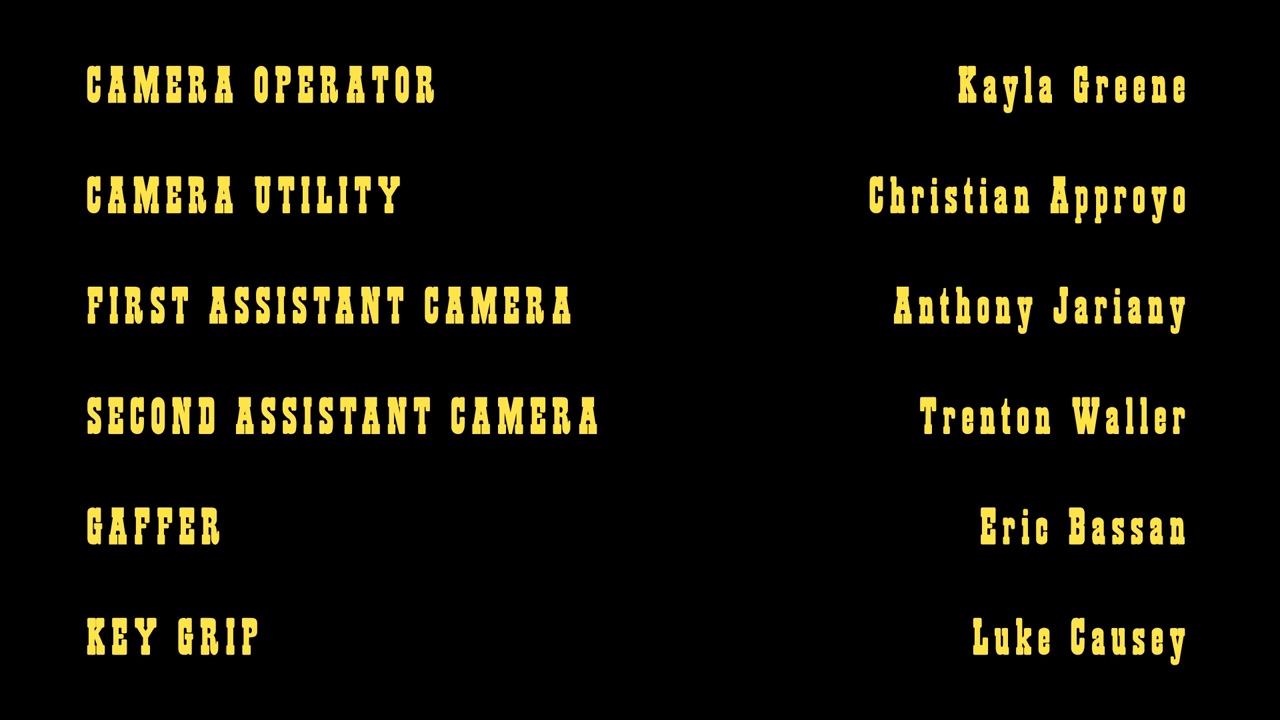 CAMERA OPERATOR Kayla Greene
CAMERA UTILITY Christian Approyo
FIRST ASSISTANT CAMERA Anthony Jariany
SECOND ASSISTANT CAMERA Trenton Waller
GAFFER Eric Bassan
KEY GRIP Luke Causey